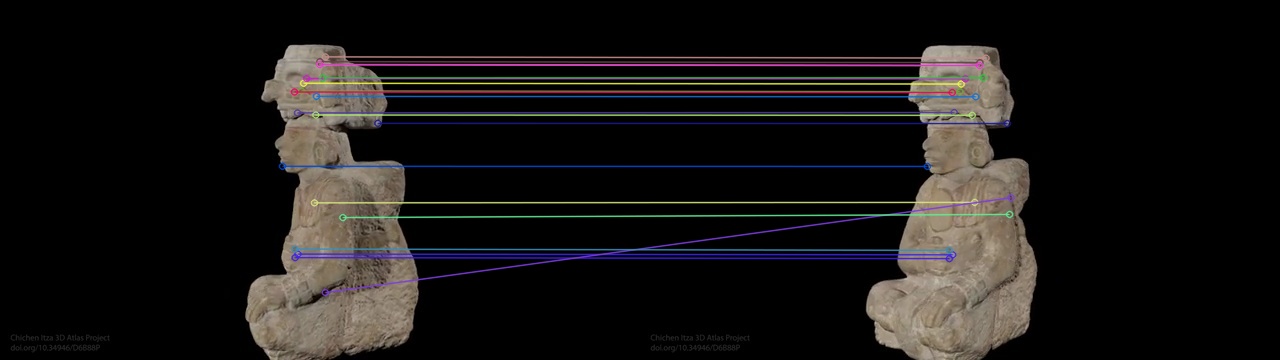 Chichen Itza 3D Atlas Project
doi.org/10.34946/D6B88P
Chichen Itza 3D Atlas Project
doi.org/10.34946/D6B88P